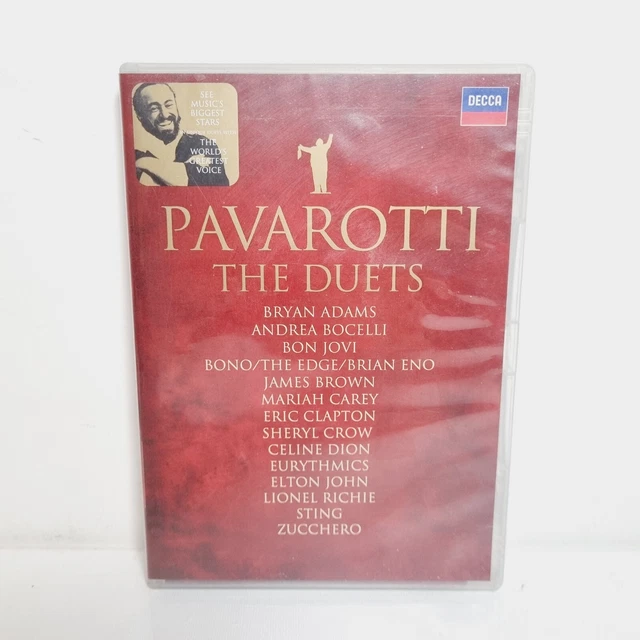 SEE
MUSIC'S
BIGGEST
STARS
THE
WORLD'S
GREATEST
VOICE
DECCA
PAVAROTTI
THE DUETS
BRYAN ADAMS
ANDREA BOCELLI
BON JOVI
BONO/THE EDGE/BRIAN ENO
JAMES BROWN
MARIAH CAREY
ERIC CLAPTON
SHERYL CROW
CELINE DION
EURYTHMICS
ELTON JOHN
LIONEL RICHIE
STING
ZUCCHERO